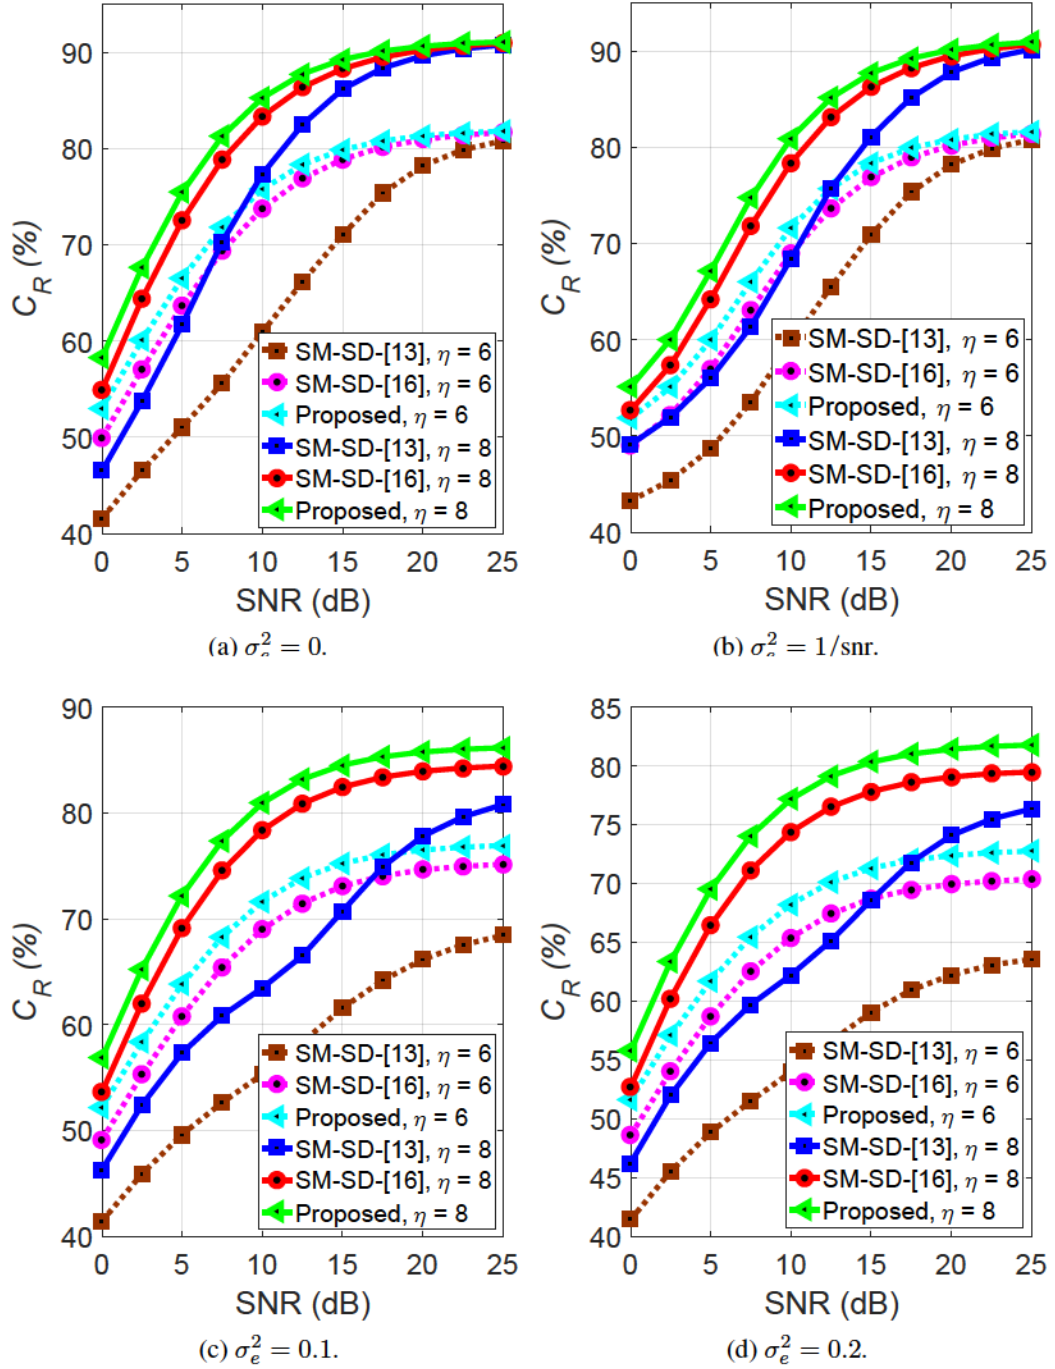 90
80
70
60
50
40
C_R (%)
SM-SD-[13], η = 6
SM-SD-[16], η = 6
Proposed, η = 6
SM-SD-[13], η = 8
SM-SD-[16], η = 8
Proposed, η = 8
0 5 10 15 20 25
SNR (dB)
(a) σ_e^2 = 0.
90
80
70
60
50
40
C_R (%)
SM-SD-[13], η = 6
SM-SD-[16], η = 6
Proposed, η = 6
SM-SD-[13], η = 8
SM-SD-[16], η = 8
Proposed, η = 8
0 5 10 15 20 25
SNR (dB)
(b) σ_e^2 = 1/snr.
90
80
70
60
50
40
C_R (%)
SM-SD-[13], η = 6
SM-SD-[16], η = 6
Proposed, η = 6
SM-SD-[13], η = 8
SM-SD-[16], η = 8
Proposed, η = 8
0 5 10 15 20 25
SNR (dB)
(c) σ_e^2 = 0.1.
85
80
75
70
65
60
55
50
45
40
C_R (%)
SM-SD-[13], η = 6
SM-SD-[16], η = 6
Proposed, η = 6
SM-SD-[13], η = 8
SM-SD-[16], η = 8
Proposed, η = 8
0 5 10 15 20 25
SNR (dB)
(d) σ_e^2 = 0.2.